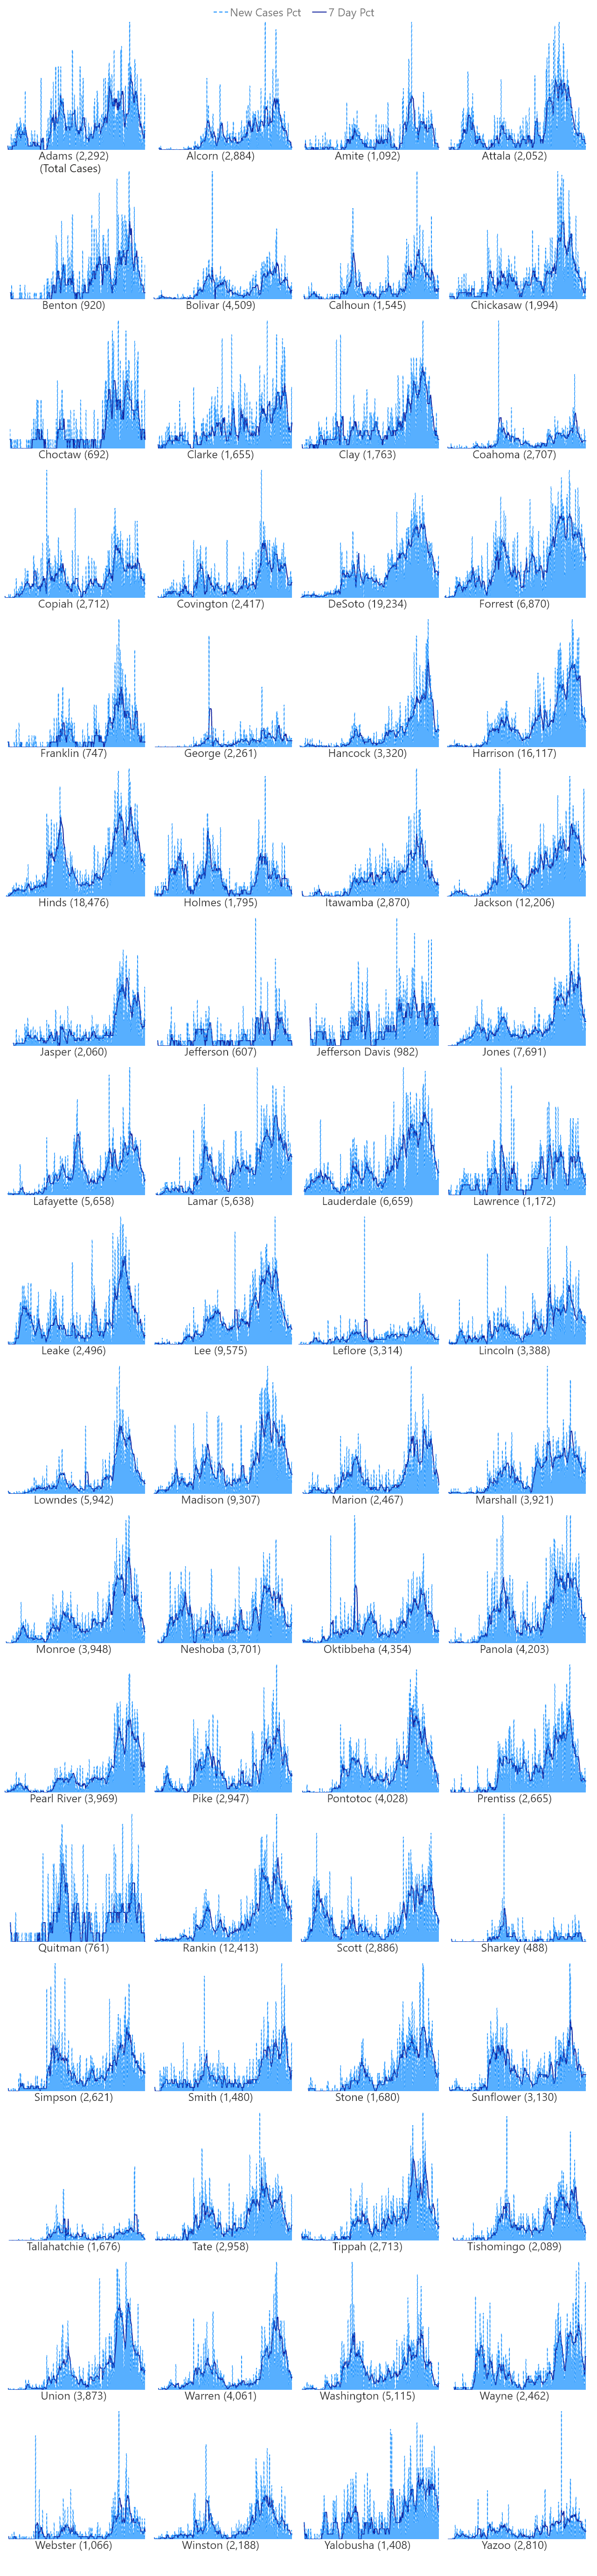 New Cases Pct 7 Day Pct
Adams (2,292) Alcorn (2,884) Amite (1,092) Attala (2,052)
(Total Cases)
Benton (920) Bolivar (4,509) Calhoun (1,545) Chickasaw (1,994)
Choctaw (692) Clarke (1,655) Clay (1,763) Coahoma (2,707)
Copiah (2,712) Covington (2,417) DeSoto (19,234) Forrest (6,870)
Franklin (747) George (2,261) Hancock (3,320) Harrison (16,117)
Hinds (18,476) Holmes (1,795) Itawamba (2,870) Jackson (12,206)
Jasper (2,060) Jefferson (607) Jefferson Davis (982) Jones (7,691)
Lafayette (5,658) Lamar (5,638) Lauderdale (6,659) Lawrence (1,172)
Leake (2,496) Lee (9,575) Leflore (3,314) Lincoln (3,388)
Lowndes (5,942) Madison (9,307) Marion (2,467) Marshall (3,921)
Monroe (3,948) Neshoba (3,701) Oktibbeha (4,354) Panola (4,203)
Pearl River (3,969) Pike (2,947) Pontotoc (4,028) Prentiss (2,665)
Quitman (761) Rankin (12,413) Scott (2,886) Sharkey (488)
Simpson (2,621) Smith (1,480) Stone (1,680) Sunflower (3,130)
Tallahatchie (1,676) Tate (2,958) Tippah (2,713) Tishomingo (2,089)
Union (3,873) Warren (4,061) Washington (5,115) Wayne (2,462)
Webster (1,066) Winston (2,188) Yalobusha (1,408) Yazoo (2,810)